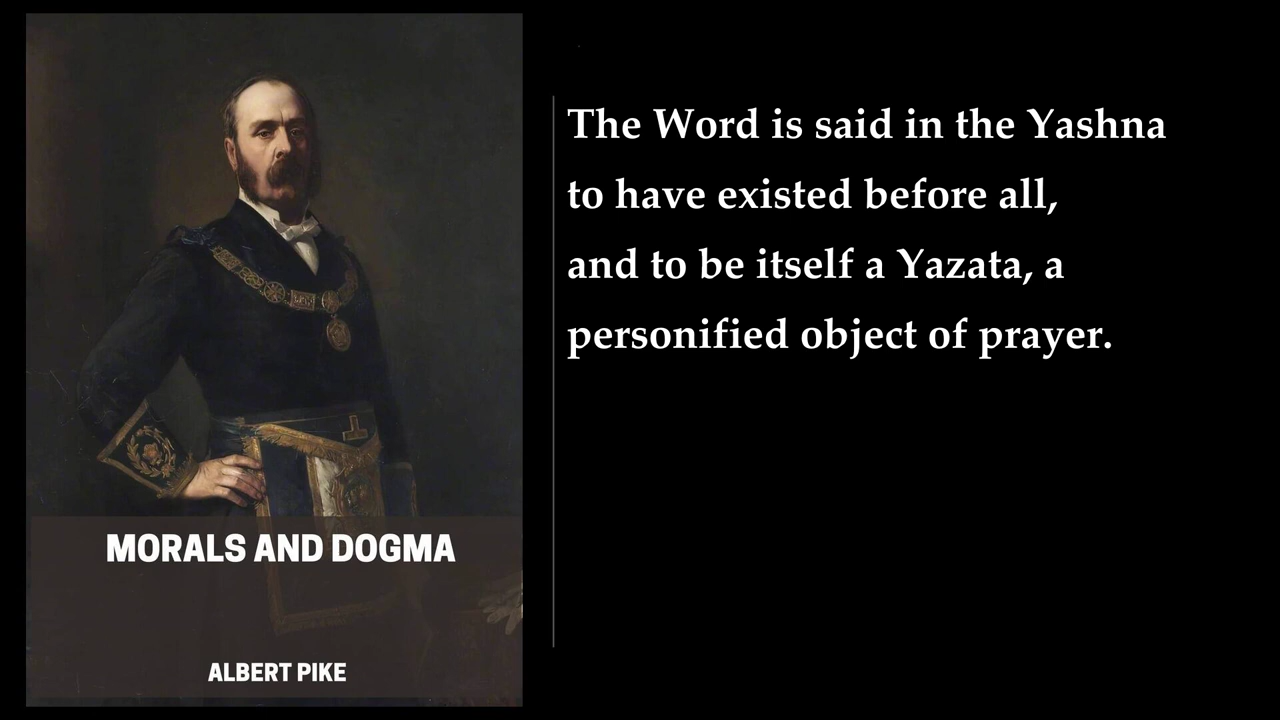 MORALS AND DOGMA
ALBERT PIKE
The Word is said in the Yashna
to have existed before all,
and to be itself a Yazata, a
personified object of prayer.